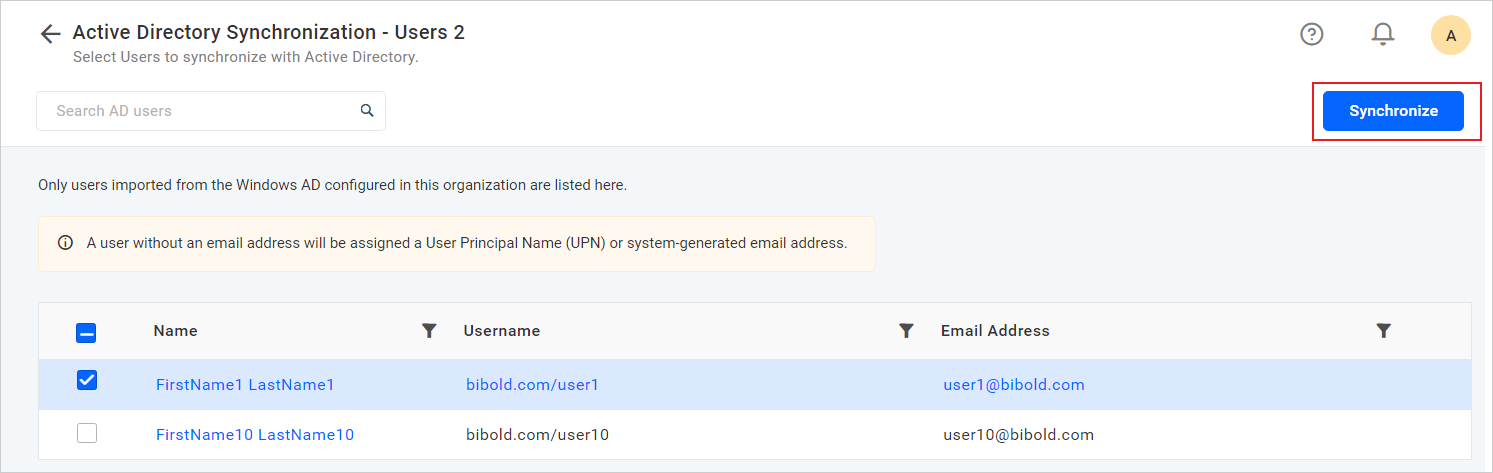 Active Directory Synchronization - Users 2
Select Users to synchronize with Active Directory.
A
Search AD users
Synchronize
Only users imported from the Windows AD configured in this organization are listed here.
A user without an email address will be assigned a User Principal Name (UPN) or system-generated email address.
Name Username Email Address
FirstName1 LastName1 bibold.com/user1 user1@bibold.com
FirstName10 LastName10 bibold.com/user10 user10@bibold.com